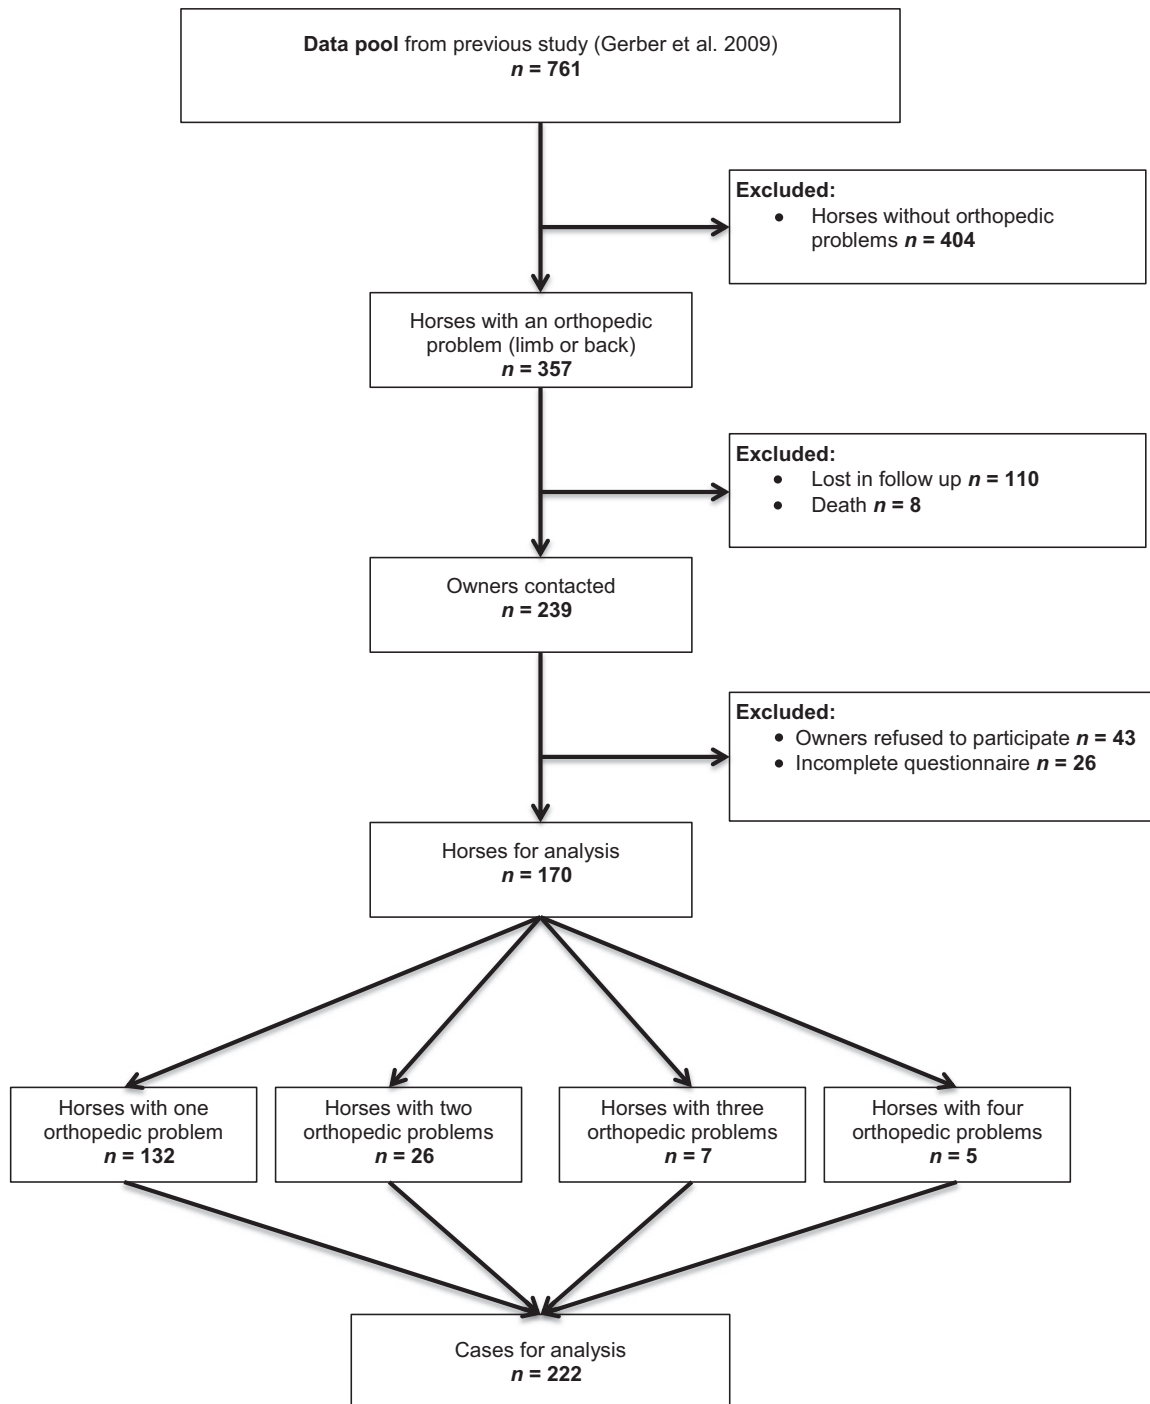 Data pool from previous study (Gerber et al. 2009)
n = 761
Excluded:
• Horses without orthopedic
problems n = 404
Horses with an orthopedic
problem (limb or back)
n = 357
Excluded:
• Lost in follow up n = 110
• Death n = 8
Owners contacted
n = 239
Excluded:
• Owners refused to participate n = 43
• Incomplete questionnaire n = 26
Horses for analysis
n = 170
Horses with one
orthopedic problem
n = 132
Horses with two
orthopedic problems
n = 26
Horses with three
orthopedic problems
n = 7
Horses with four
orthopedic problems
n = 5
Cases for analysis
n = 222